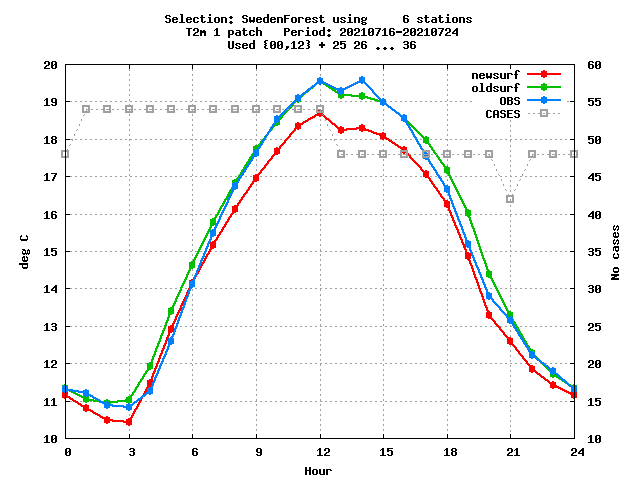 Selection: SwedenForest using     6 stations
T2m 1 patch   Period: 20210716-20210724
Used {00,12} + 25 26 ... 36
newsurf
oldsurf
OBS
CASES
20
19
18
17
16
15
14
13
12
11
10
deg C
60
55
50
45
40
35
30
25
20
15
10
No cases
0 3 6 9 12 15 18 21 24
Hour